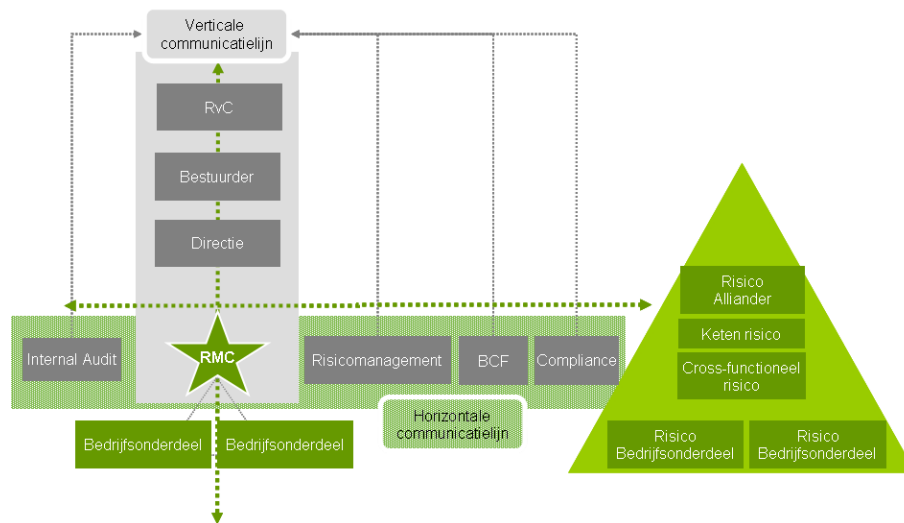 Verticale
communicatielijn
RvC
Bestuurder
Directie
Internal Audit
RMC
Risicomanagement
BCF
Compliance
Horizontale
communicatielijn
Bedrijfsonderdeel
Bedrijfsonderdeel
Risico
Alliander
Keten risico
Cross-functioneel
risico
Risico
Bedrijfsonderdeel
Risico
Bedrijfsonderdeel